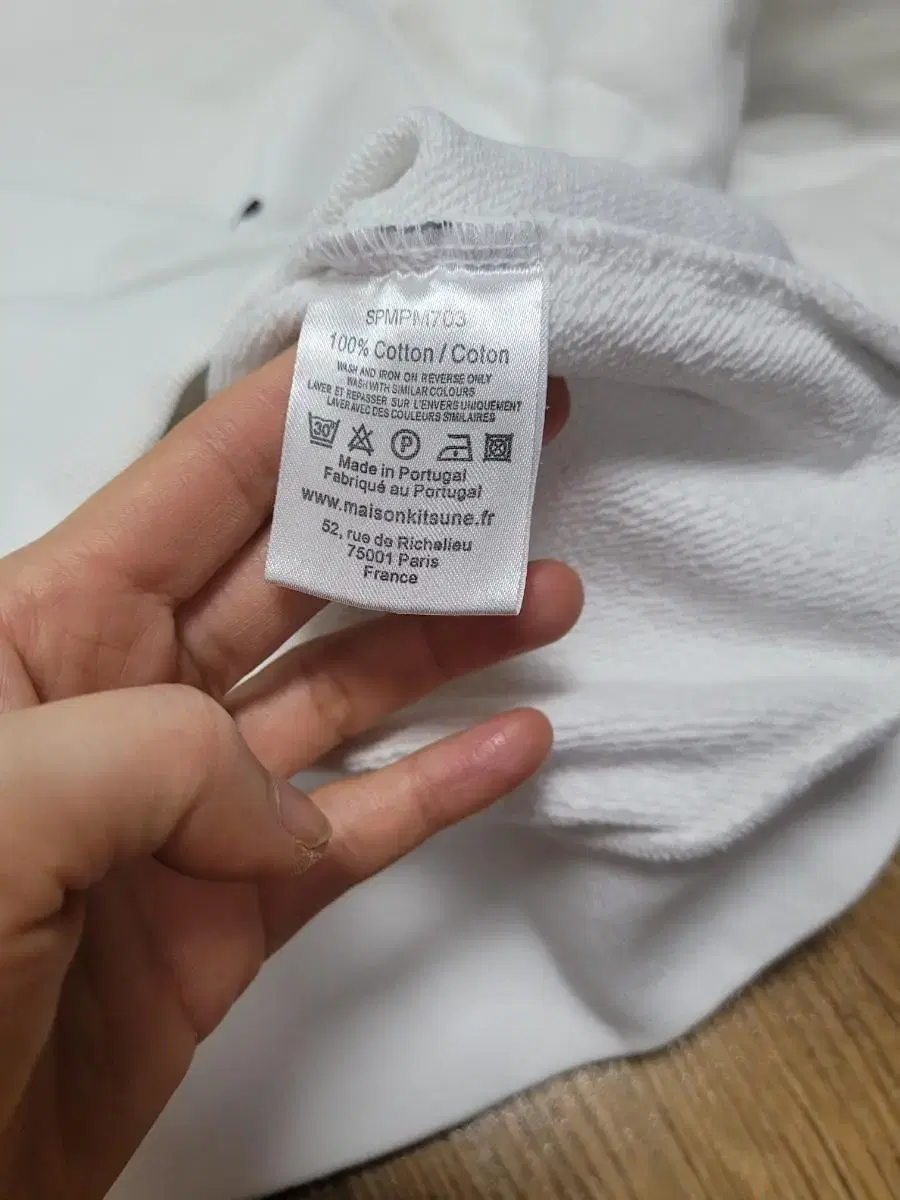 SPMPM703
100% Cotton / Coton
WASH AND IRON ON REVERSE ONLY
WASH WITH SIMILAR COLOURS
LAVER ET REPASSER SUR L'ENVERS UNIQUEMENT
LAVER AVEC DES COULEURS SIMILAIRES
30° P
Made in Portugal
Fabriqué au Portugal
www.maisonkitsune.fr
52, rue de Richelieu
75001 Paris
France